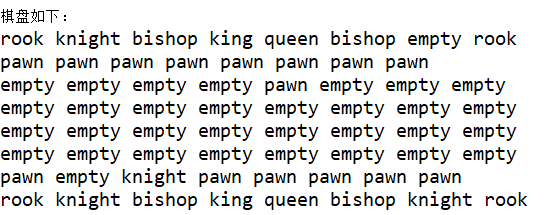 棋盘如下：
rook knight bishop king queen bishop empty rook
pawn pawn pawn pawn pawn pawn pawn pawn
empty empty empty empty pawn empty empty empty
empty empty empty empty empty empty empty empty
empty empty empty empty empty empty empty empty
empty empty empty empty empty empty empty empty
pawn empty knight pawn pawn pawn pawn pawn
rook knight bishop king queen bishop knight rook